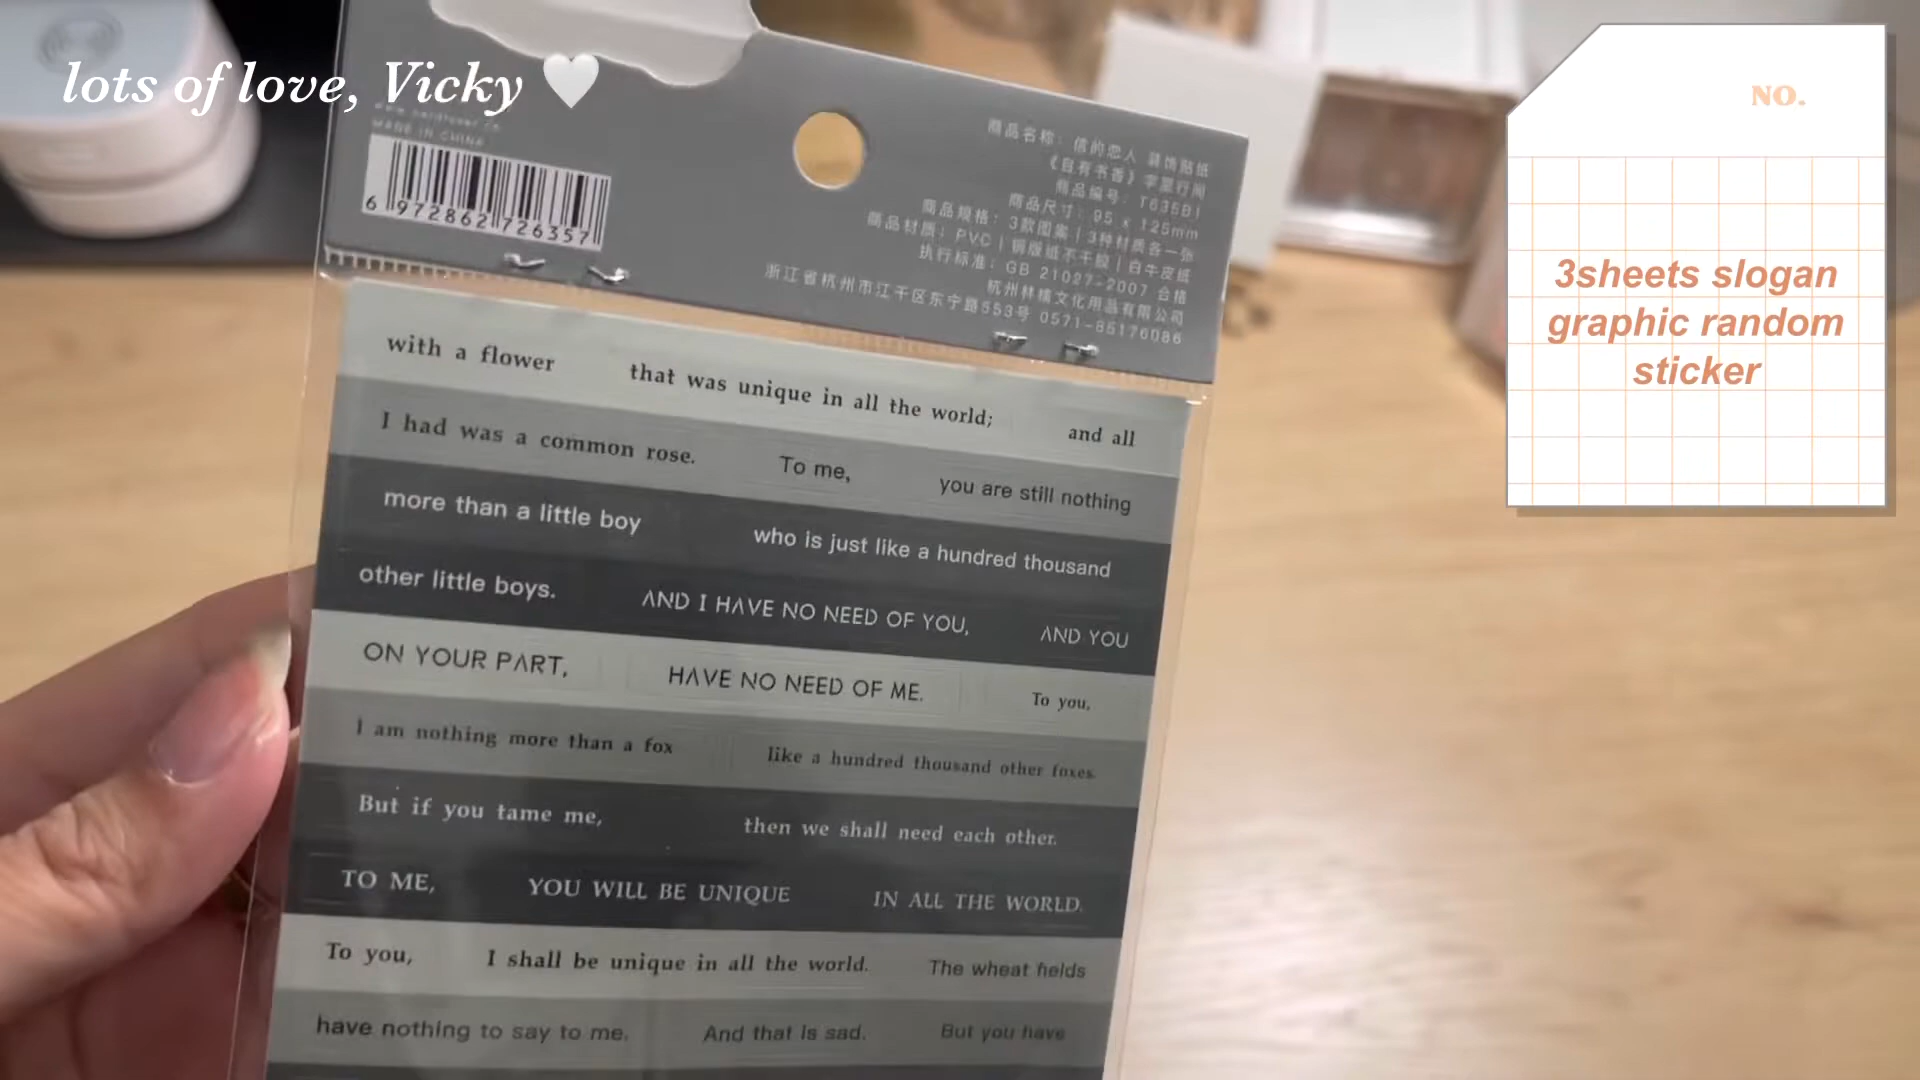 lots of love, Vicky 🤍
NO.
3sheets slogan
graphic random
sticker
MADE IN CHINA
6 972862 726357
商品名称：信的恋人 装饰贴纸
《自有书香》字里行间
商品编号：T635B1
商品尺寸：95 x 125mm
商品规格：3款图案 | 3种材质各一张
商品材质：PVC | 铜版纸不干胶 | 白牛皮纸
执行标准：GB 21027-2007 合格
杭州林檎文化用品有限公司
浙江省杭州市江干区东宁路553号 0571-85176086
with a flower that was unique in all the world; and all
I had was a common rose. To me, you are still nothing
more than a little boy who is just like a hundred thousand
other little boys. AND I HAVE NO NEED OF YOU, AND YOU
ON YOUR PART, HAVE NO NEED OF ME. To you,
I am nothing more than a fox like a hundred thousand other foxes.
But if you tame me, then we shall need each other.
TO ME, YOU WILL BE UNIQUE IN ALL THE WORLD.
To you, I shall be unique in all the world. The wheat fields
have nothing to say to me. And that is sad. But you have